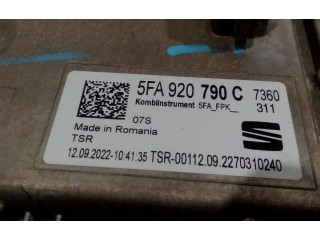 5FA 920 790 C 7360
Kombiinstrument 5FA_FPK__ 311
07S
Made in Romania
TSR
12.09.2022-10:41:35 TSR-00112.09.2270310240